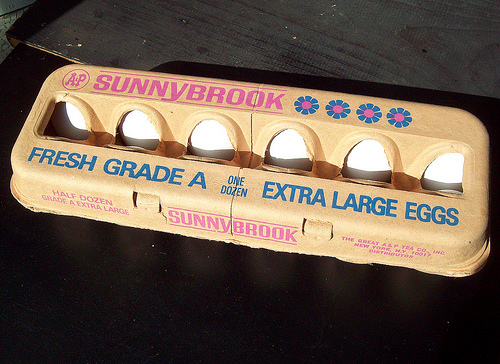 A&P SUNNYBROOK
FRESH GRADE A ONE DOZEN EXTRA LARGE EGGS
HALF DOZEN
GRADE A EXTRA LARGE
SUNNYBROOK
THE GREAT A & P TEA CO., INC
NEW YORK, N.Y. 10017
DISTRIBUTOR